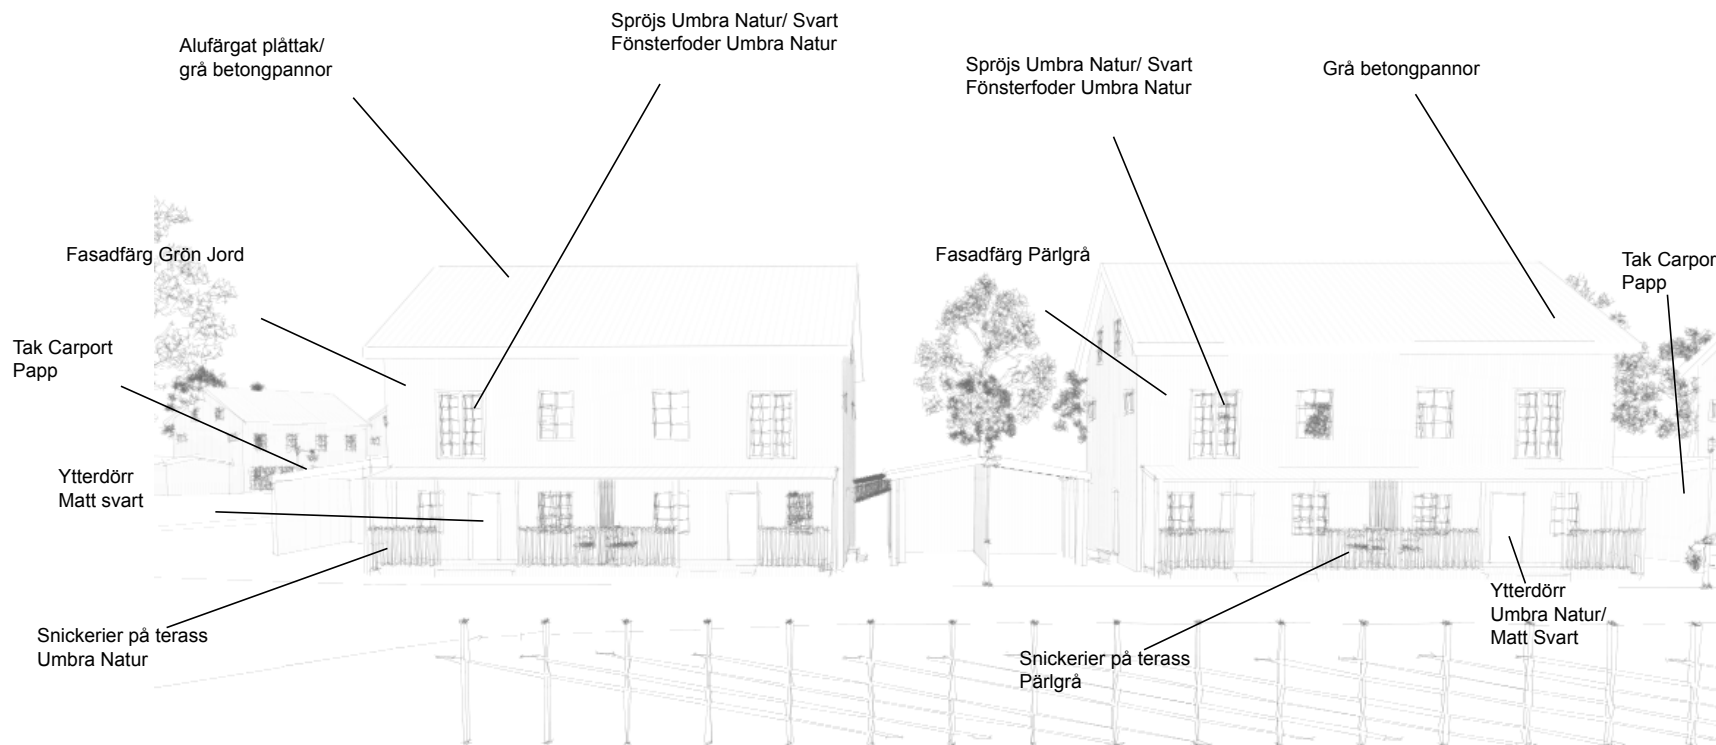 Alufärgat plåttak/
grå betongpannor
Spröjs Umbra Natur/ Svart
Fönsterfoder Umbra Natur
Spröjs Umbra Natur/ Svart
Fönsterfoder Umbra Natur
Grå betongpannor
Fasadfärg Grön Jord
Fasadfärg Pärlgrå
Tak Carpor
Papp
Tak Carport
Papp
Ytterdörr
Matt svart
Snickerier på terass
Umbra Natur
Ytterdörr
Umbra Natur/
Matt Svart
Snickerier på terass
Pärlgrå